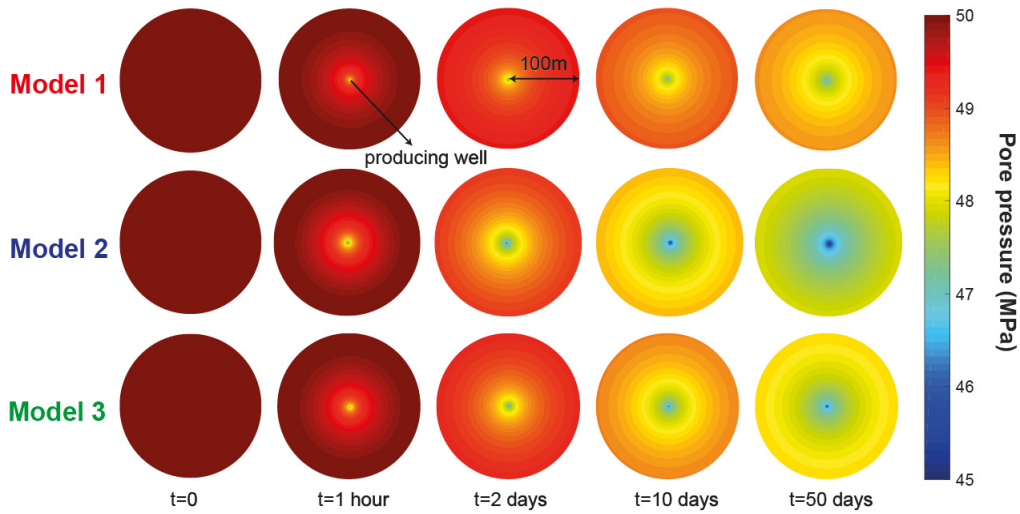 50
100m
Model 1
49
producing well
Pore pressure (MPa)
48
Model 2
47
46
Model 3
45
t=0 t=1 hour t=2 days t=10 days t=50 days